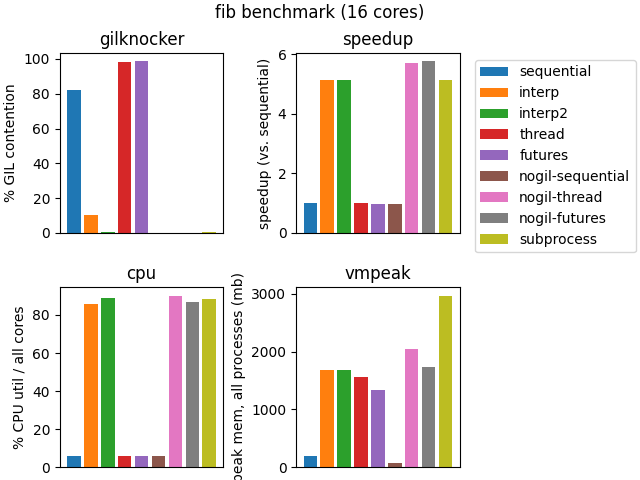 fib benchmark (16 cores)
gilknocker
% GIL contention
100
80
60
40
20
0
speedup
speedup (vs. sequential)
6
4
2
0
sequential
interp
interp2
thread
futures
nogil-sequential
nogil-thread
nogil-futures
subprocess
cpu
% CPU util / all cores
80
60
40
20
0
vmpeak
peak mem, all processes (mb)
3000
2000
1000
0